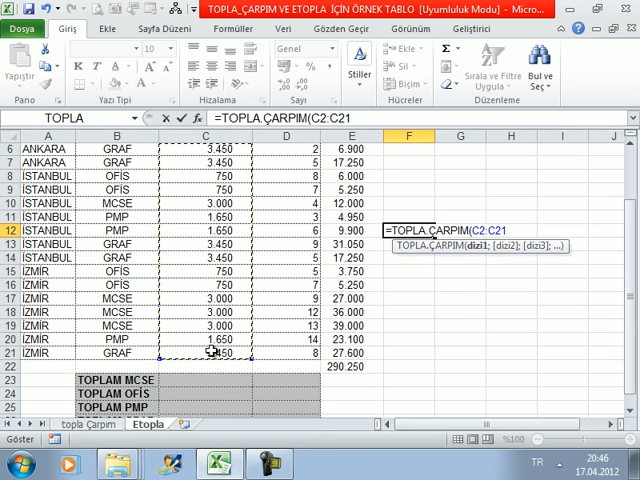 TOPLA_ÇARPIM VE ETOPLA İÇİN ÖRNEK TABLO [Uyumluluk Modu] - Micro...
Dosya Giriş Ekle Sayfa Düzeni Formüller Veri Gözden Geçir Görünüm Geliştirici
Yapıştır
10
Genel
Stiller
Ekle
Sil
Biçim
Sırala ve Filtre Uygula
Bul ve Seç
Pano Yazı Tipi Hizalama Sayı Hücreler Düzenleme
TOPLA
=TOPLA.ÇARPIM(C2:C21
A B C D E F G H I J
6 ANKARA GRAF 3.450 2 6.900
7 ANKARA GRAF 3.450 5 17.250
8 İSTANBUL OFİS 750 8 6.000
9 İSTANBUL OFİS 750 7 5.250
10 İSTANBUL MCSE 3.000 4 12.000
11 İSTANBUL PMP 1.650 3 4.950
12 İSTANBUL PMP 1.650 6 9.900 =TOPLA.ÇARPIM(C2:C21
TOPLA.ÇARPIM(dizi1; [dizi2]; [dizi3]; ...)
13 İSTANBUL GRAF 3.450 9 31.050
14 İSTANBUL GRAF 3.450 5 17.250
15 İZMİR OFİS 750 5 3.750
16 İZMİR OFİS 750 7 5.250
17 İZMİR MCSE 3.000 9 27.000
18 İZMİR MCSE 3.000 12 36.000
19 İZMİR MCSE 3.000 13 39.000
20 İZMİR PMP 1.650 14 23.100
21 İZMİR GRAF 3.450 8 27.600
22 290.250
23 TOPLAM MCSE
24 TOPLAM OFİS
25 TOPLAM PMP
topla Çarpım Etopla
Göster %100
TR 20:46
17.04.2012